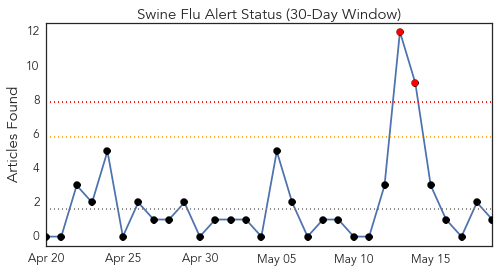 Swine Flu Alert Status (30-Day Window)
Articles Found
12
10
8
6
4
2
0
Apr 20
Apr 25
Apr 30
May 05
May 10
May 15